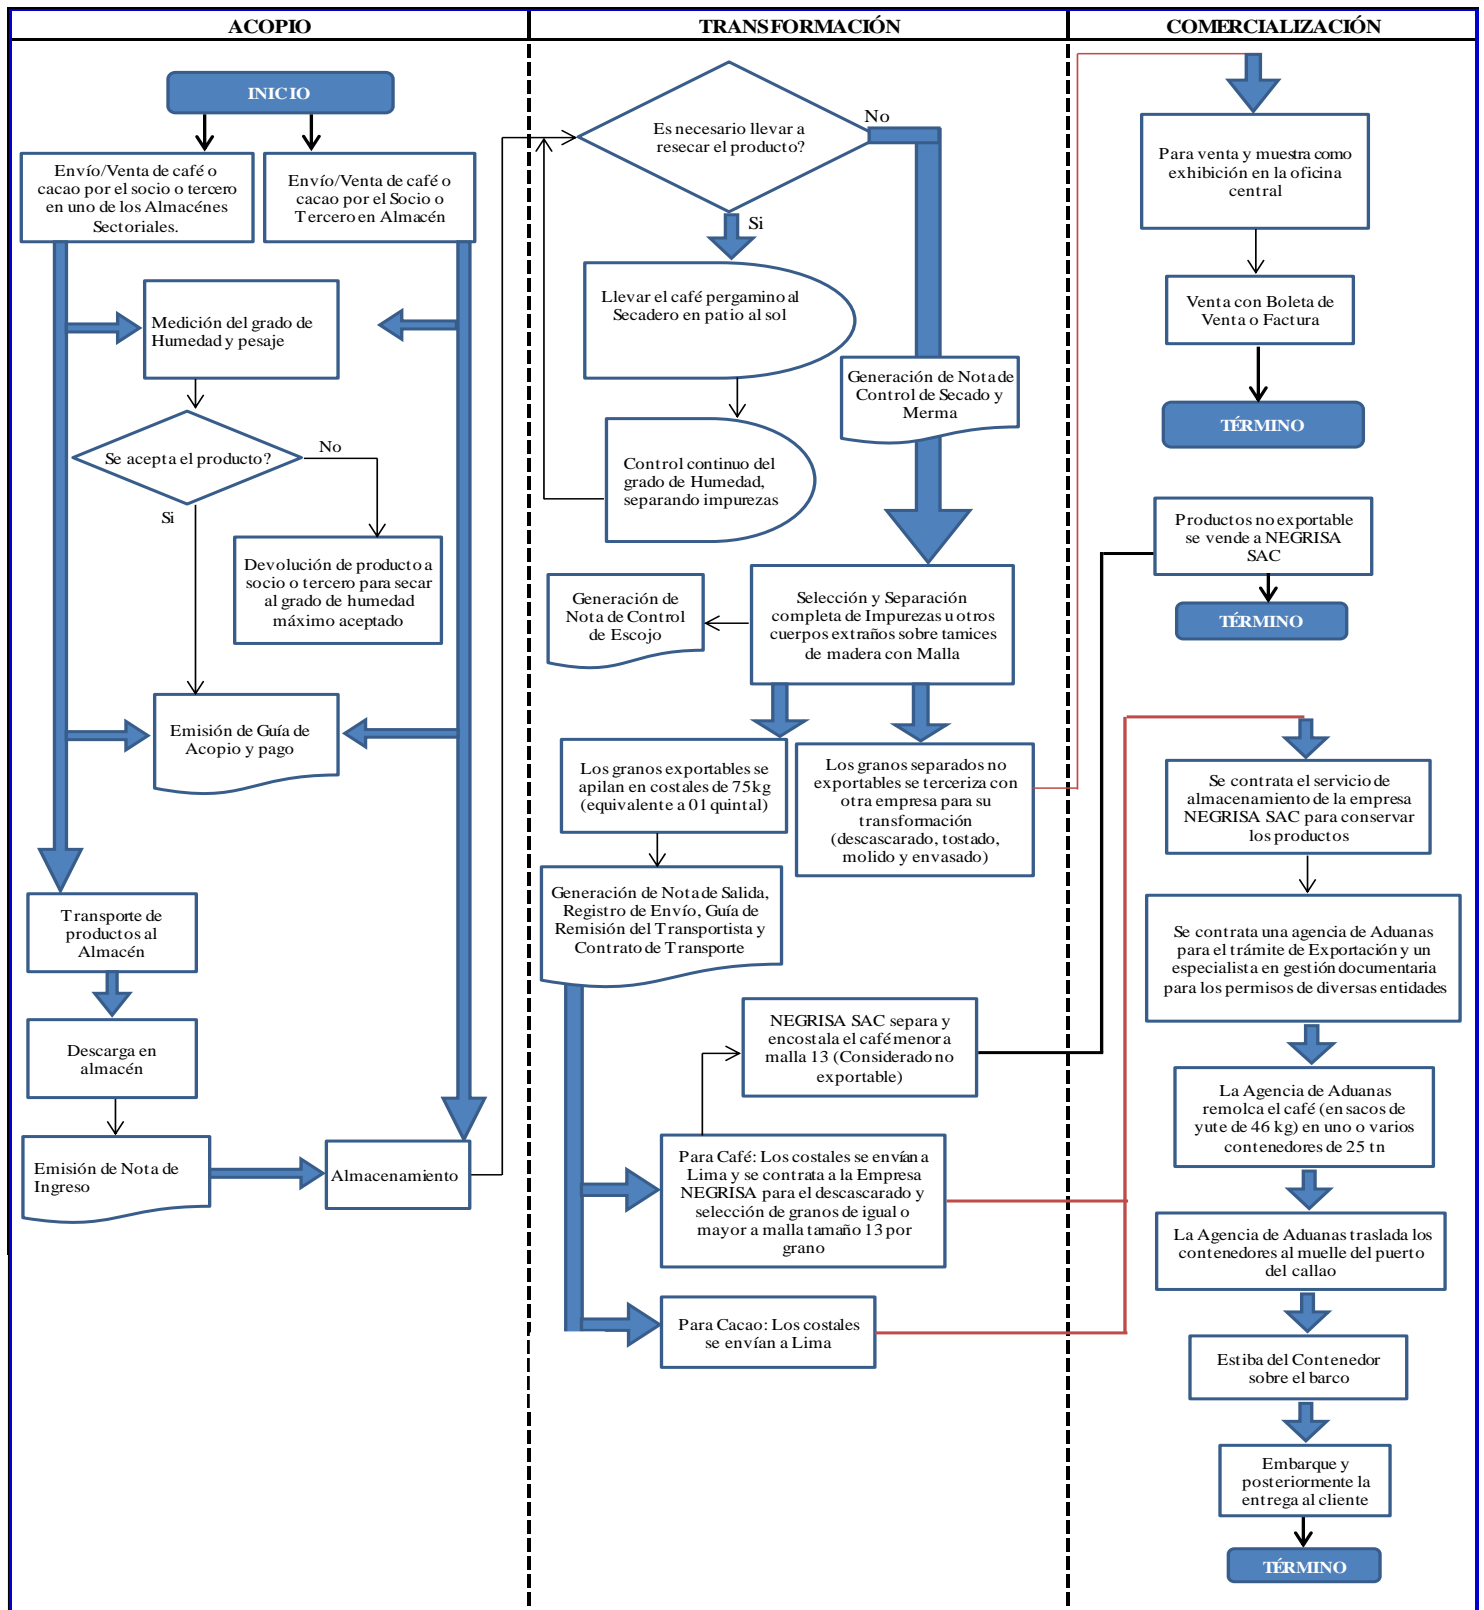 ACOPIO
TRANSFORMACIÓN
COMERCIALIZACIÓN
INICIO
Envío/Venta de café o
cacao por el socio o tercero
en uno de los Almacénes
Sectoriales.
Envío/Venta de café o
cacao por el Socio o
Tercero en Almacén
Medición del grado de
Humedad y pesaje
Se acepta el producto?
No
Si
Devolución de producto a
socio o tercero para secar
al grado de humedad
máximo aceptado
Emisión de Guía de
Acopio y pago
Transporte de
productos al
Almacén
Descarga en
almacén
Emisión de Nota de
Ingreso
Almacenamiento
Es necesario llevar a
resecar el producto?
No
Si
Llevar el café pergamino al
Secadero en patio al sol
Generación de Nota de
Control de Secado y
Merma
Control continuo del
grado de Humedad,
separando impurezas
Generación de
Nota de Control
de Escojo
Selección y Separación
completa de Impurezas u otros
cuerpos extraños sobre tamices
de madera con Malla
Los granos exportables se
apilan en costales de 75kg
(equivalente a 01 quintal)
Los granos separados no
exportables se terceriza con
otra empresa para su
transformación
(descascarado, tostado,
molido y envasado)
Generación de Nota de Salida,
Registro de Envío, Guía de
Remisión del Transportista y
Contrato de Transporte
NEGRISA SAC separa y
encostala el café menor a
malla 13 (Considerado no
exportable)
Para Café: Los costales se envían a
Lima y se contrata a la Empresa
NEGRISA para el descascarado y
selección de granos de igual o
mayor a malla tamaño 13 por
grano
Para Cacao: Los costales
se envían a Lima
Para venta y muestra como
exhibición en la oficina
central
Venta con Boleta de
Venta o Factura
TÉRMINO
Productos no exportable
se vende a NEGRISA
SAC
TÉRMINO
Se contrata el servicio de
almacenamiento de la empresa
NEGRISA SAC para conservar
los productos
Se contrata una agencia de Aduanas
para el trámite de Exportación y un
especialista en gestión documentaria
para los permisos de diversas entidades
La Agencia de Aduanas
remolca el café (en sacos de
yute de 46 kg) en uno o varios
contenedores de 25 tn
La Agencia de Aduanas traslada los
contenedores al muelle del puerto
del callao
Estiba del Contenedor
sobre el barco
Embarque y
posteriormente la
entrega al cliente
TÉRMINO